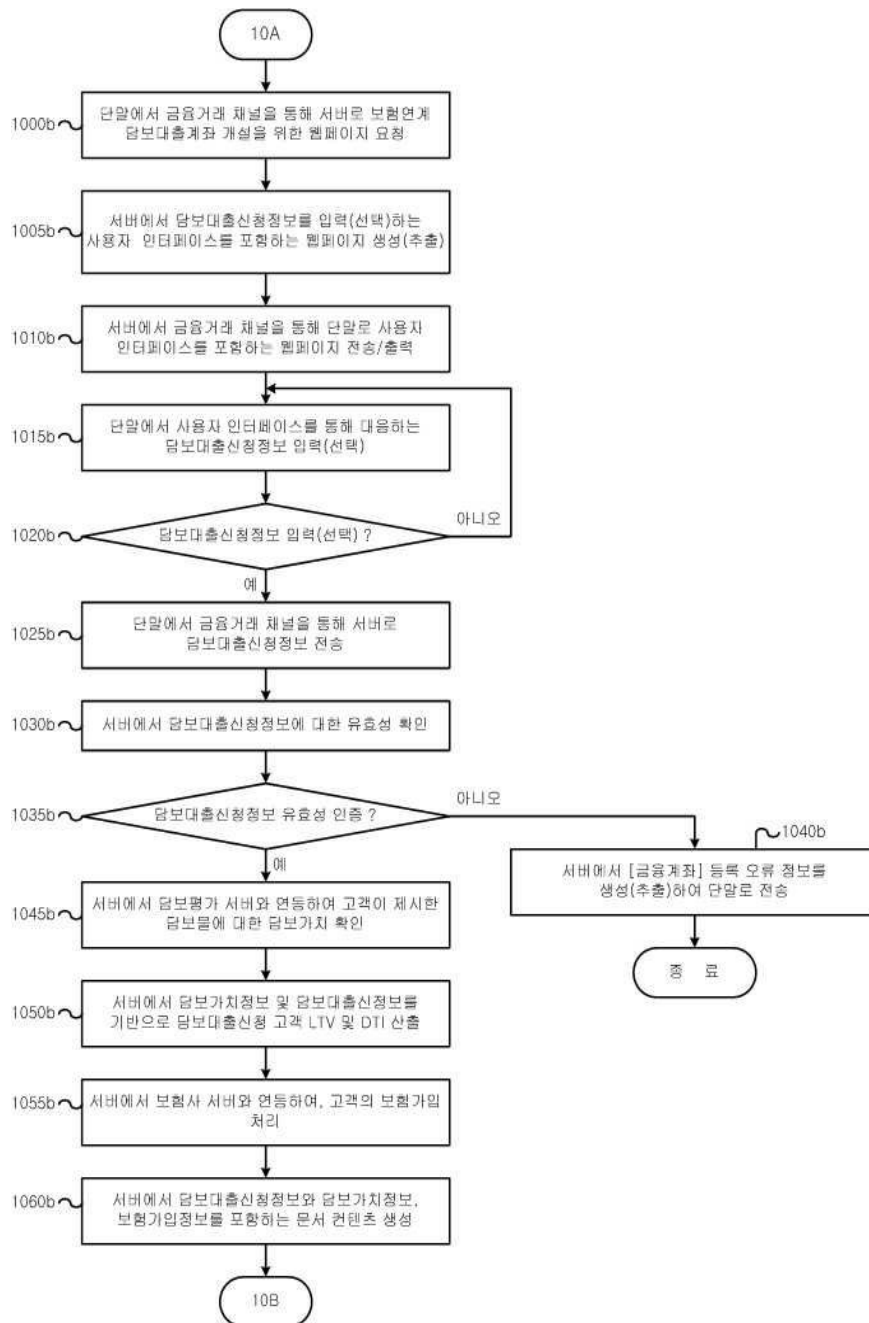 10A
1000b
단말에서 금융거래 채널을 통해 서버로 보험연계
담보대출계좌 개설을 위한 웹페이지 요청
1005b
서버에서 담보대출신청정보를 입력(선택)하는
사용자 인터페이스를 포함하는 웹페이지 생성(추출)
1010b
서버에서 금융거래 채널을 통해 단말로 사용자
인터페이스를 포함하는 웹페이지 전송/출력
1015b
단말에서 사용자 인터페이스를 통해 대응하는
담보대출신청정보 입력(선택)
1020b
담보대출신청정보 입력(선택) ?
아니오
예
1025b
단말에서 금융거래 채널을 통해 서버로
담보대출신청정보 전송
1030b
서버에서 담보대출신청정보에 대한 유효성 확인
1035b
담보대출신청정보 유효성 인증 ?
아니오
예
1040b
서버에서 [금융계좌] 등록 오류 정보를
생성(추출)하여 단말로 전송
종 료
1045b
서버에서 담보평가 서버와 연동하여 고객이 제시한
담보물에 대한 담보가치 확인
1050b
서버에서 담보가치정보 및 담보대출신정보를
기반으로 담보대출신청 고객 LTV 및 DTI 산출
1055b
서버에서 보험사 서버와 연동하여, 고객의 보험가입
처리
1060b
서버에서 담보대출신청정보와 담보가치정보,
보험가입정보를 포함하는 문서 컨텐츠 생성
10B